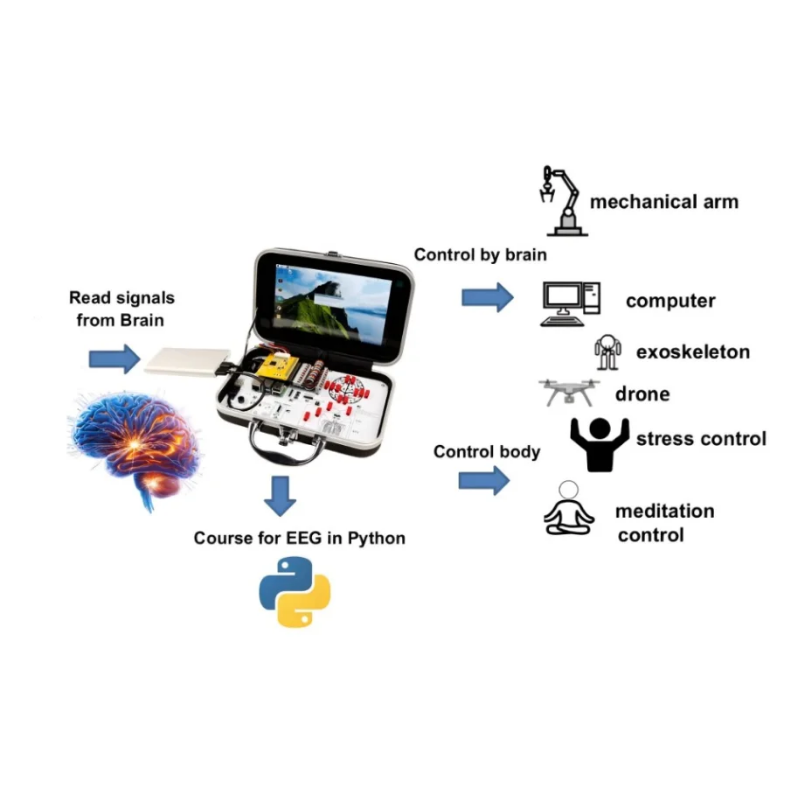 Read signals
from Brain
Control by brain
mechanical arm
computer
exoskeleton
drone
Control body
stress control
meditation
control
Course for EEG in Python